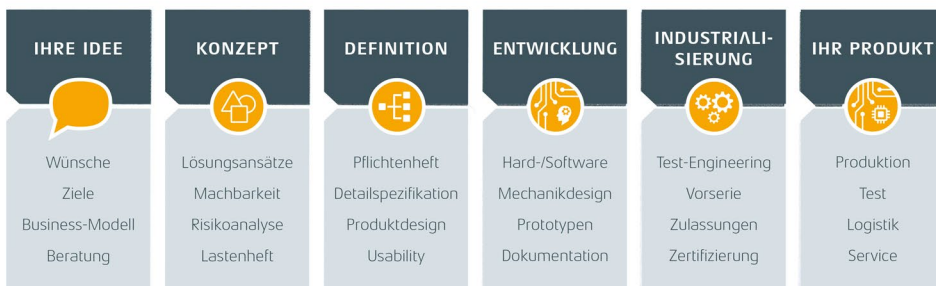 IHRE IDEE
Wünsche
Ziele
Business-Modell
Beratung
KONZEPT
Lösungsansätze
Machbarkeit
Risikoanalyse
Lastenheft
DEFINITION
Pflichtenheft
Detailspezifikation
Produktdesign
Usability
ENTWICKLUNG
Hard-/Software
Mechanikdesign
Prototypen
Dokumentation
INDUSTRIALI-
SIERUNG
Test-Engineering
Vorserie
Zulassungen
Zertifizierung
IHR PRODUKT
Produktion
Test
Logistik
Service